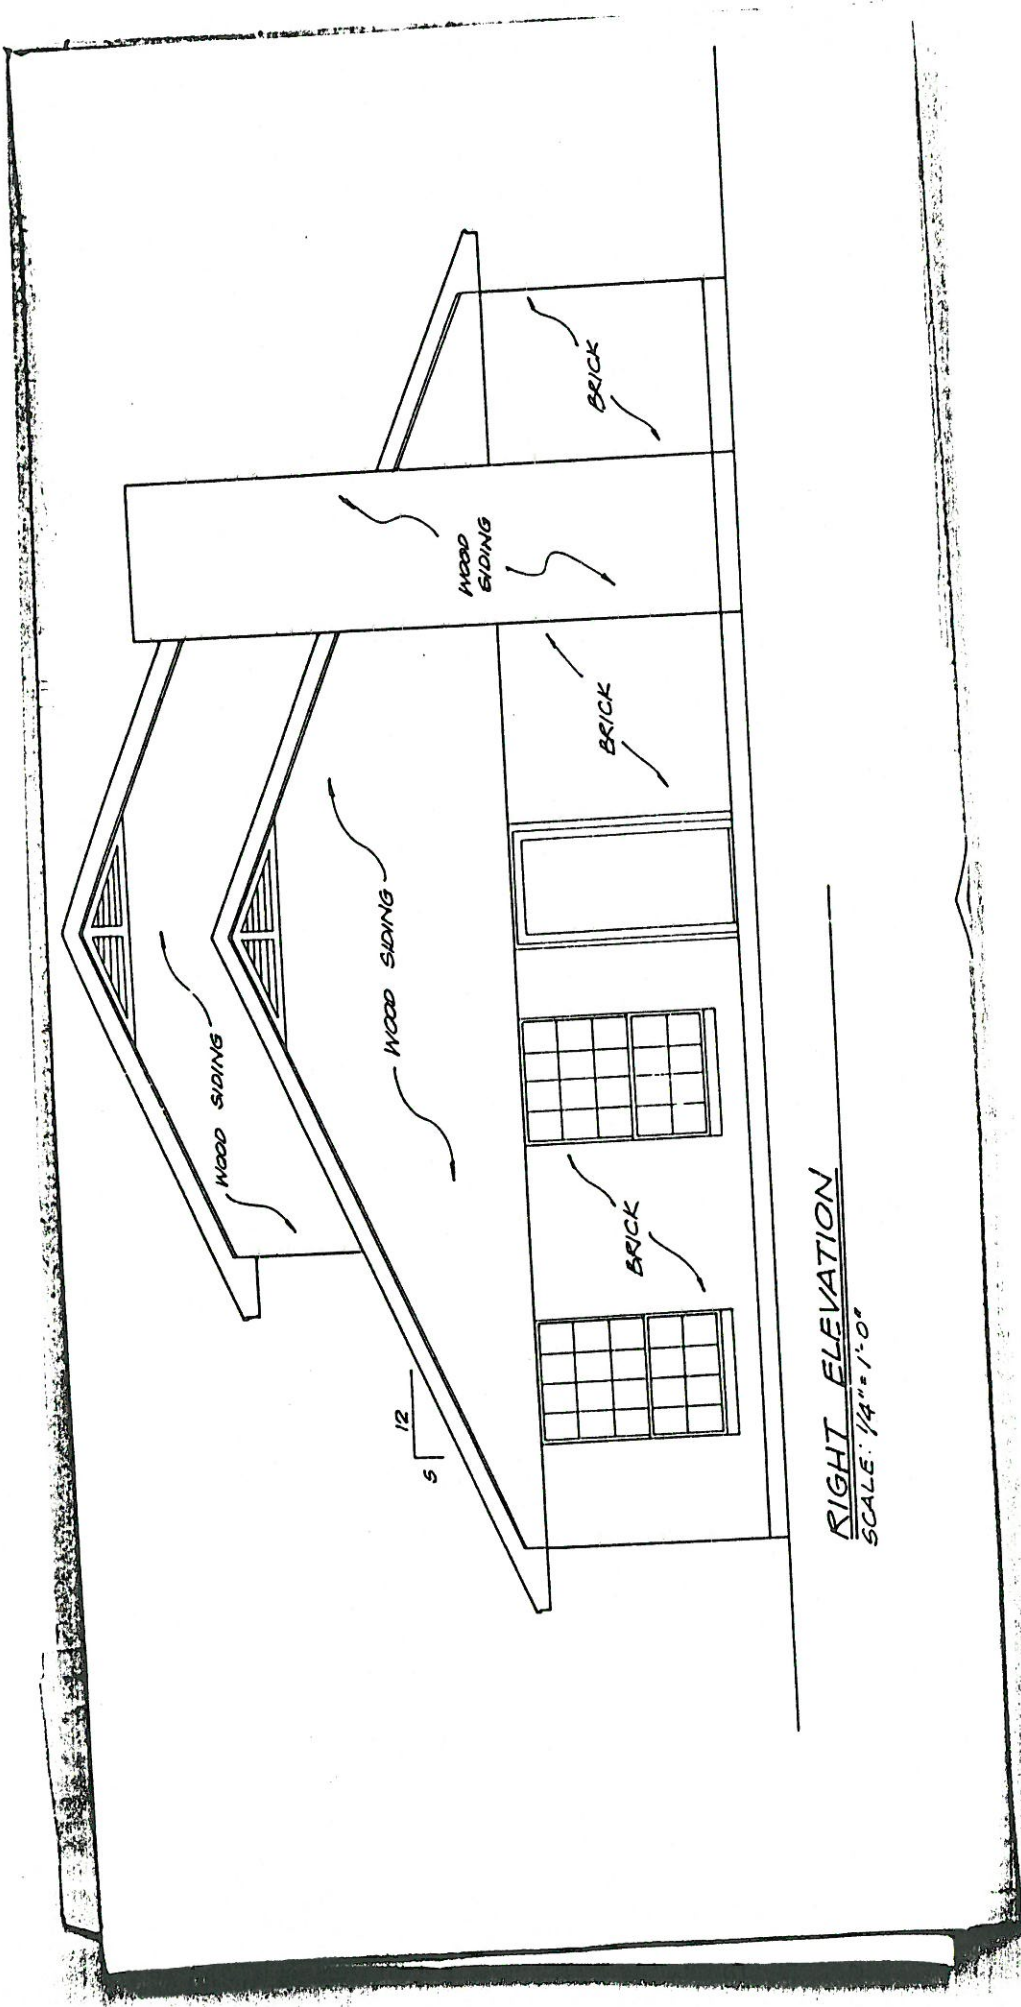 WOOD SIDING
WOOD SIDING
WOOD
SIDING
BRICK
BRICK
BRICK
5
12
RIGHT ELEVATION
SCALE: 1/4" = 1'-0"